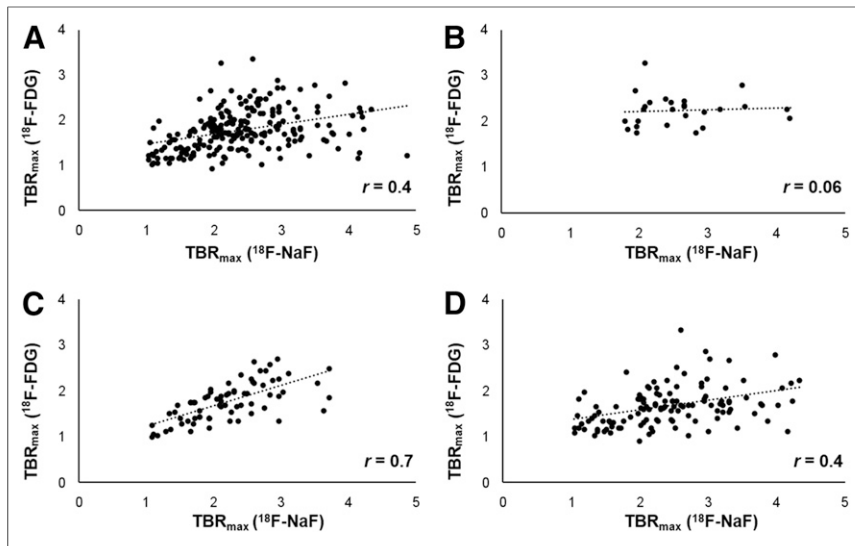 A
4
3
2
1
0
0
1
2
3
4
5
TBRmax (18F-FDG)
TBRmax (18F-NaF)
r = 0.4
B
4
3
2
1
0
0
1
2
3
4
5
TBRmax (18F-FDG)
TBRmax (18F-NaF)
r = 0.06
C
4
3
2
1
0
0
1
2
3
4
5
TBRmax (18F-FDG)
TBRmax (18F-NaF)
r = 0.7
D
4
3
2
1
0
0
1
2
3
4
5
TBRmax (18F-FDG)
TBRmax (18F-NaF)
r = 0.4